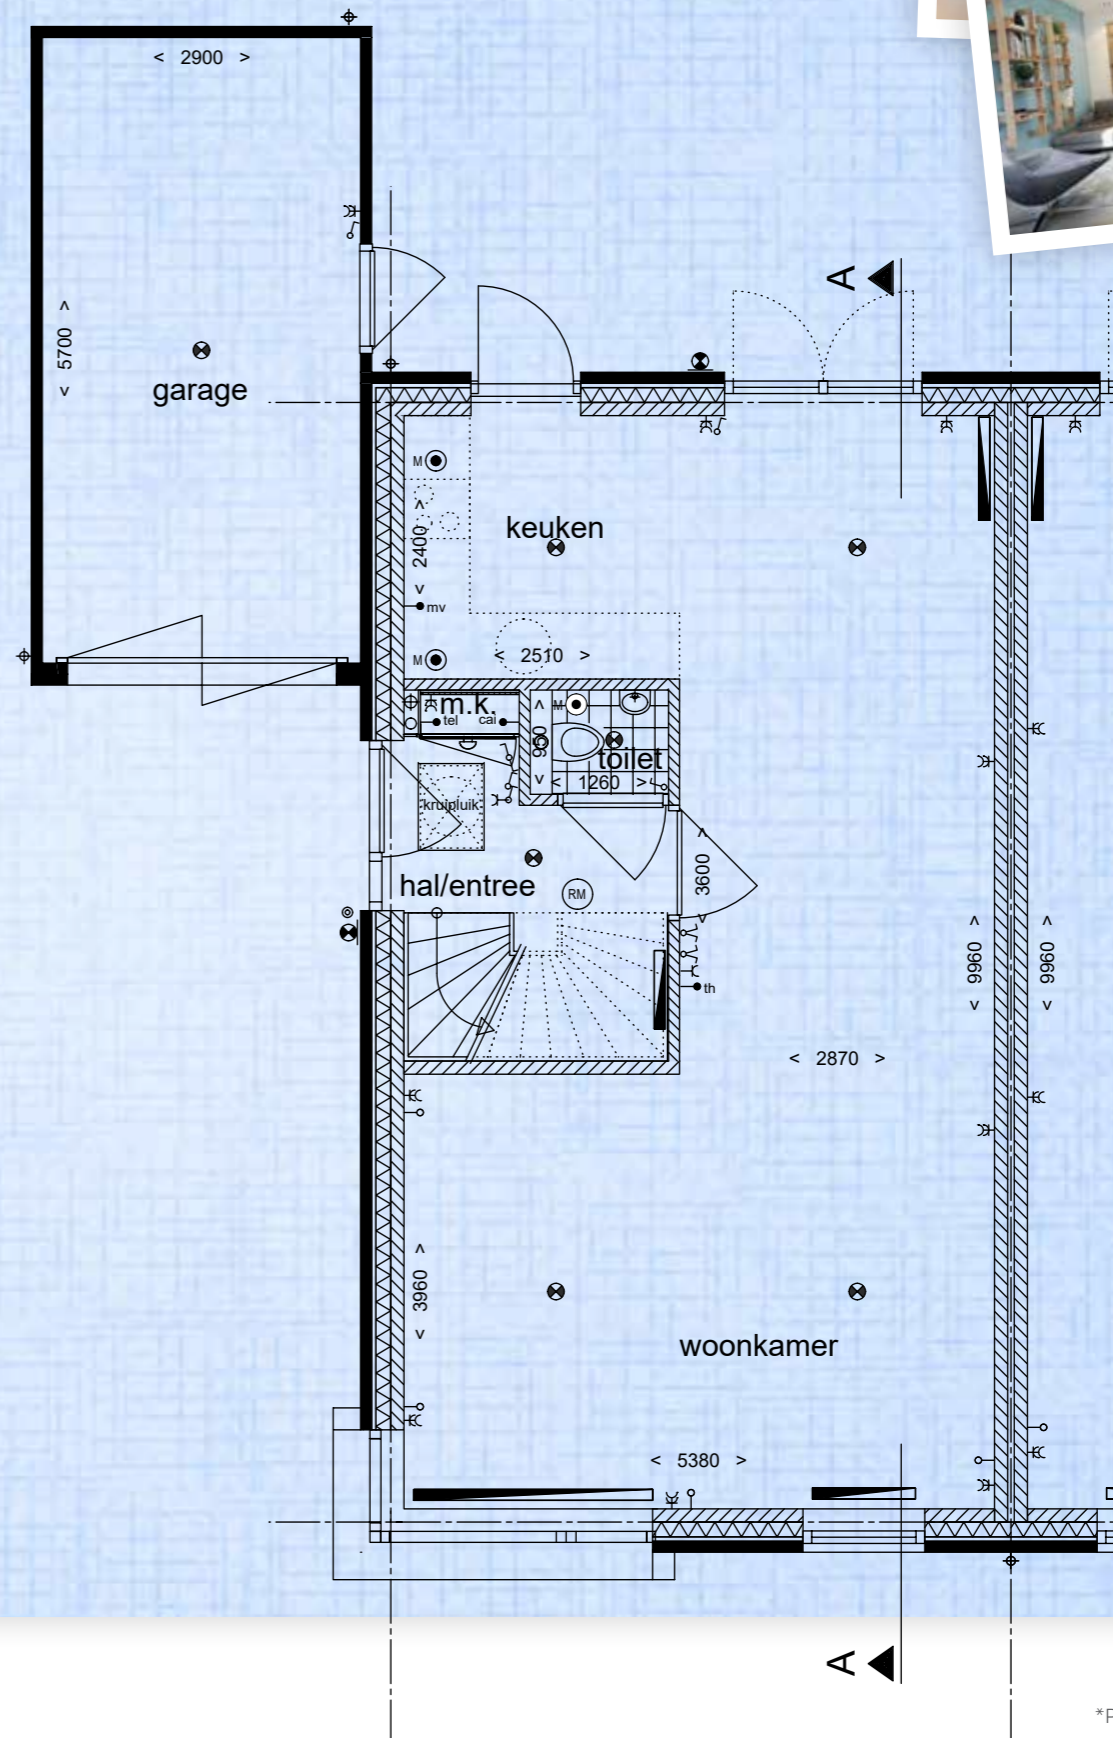 < 2900 >
A
< 5700 >
garage
M
keuken
< 2400 >
mv
M
< 2510 >
m.k.
tel
cai
M
< 950 >
toilet
< 1260 >
kruipluik
hal/entree
RM
< 3600 >
th
< 9960 >
< 9960 >
< 2870 >
< 3960 >
woonkamer
< 5380 >
A